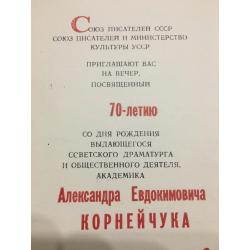 СОЮЗ ПИСАТЕЛЕЙ СССР
СОЮЗ ПИСАТЕЛЕЙ И МИНИСТЕРСТВО
КУЛЬТУРЫ УССР
ПРИГЛАШАЮТ ВАС
НА ВЕЧЕР,
ПОСВЯЩЕННЫЙ
70-летию
СО ДНЯ РОЖДЕНИЯ
ВЫДАЮЩЕГОСЯ
СОВЕТСКОГО ДРАМАТУРГА
И ОБЩЕСТВЕННОГО ДЕЯТЕЛЯ,
АКАДЕМИКА
Александра Евдокимовича
КОРНЕЙЧУКА